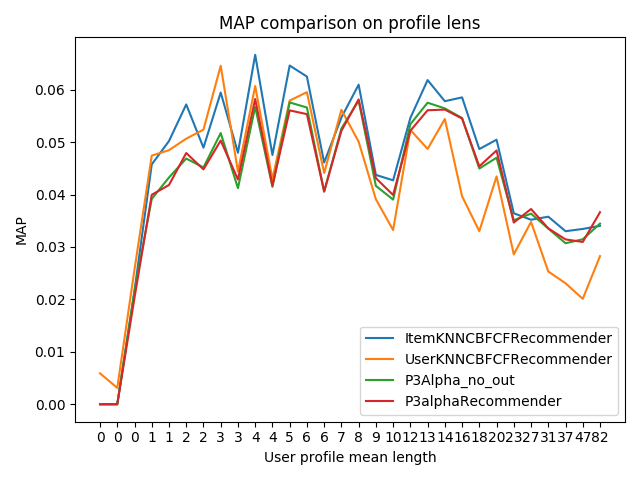 MAP comparison on profile lens
MAP
0.06
0.05
0.04
0.03
0.02
0.01
0.00
ItemKNNCBFCFRecommender
UserKNNCBFCFRecommender
P3Alpha_no_out
P3alphaRecommender
0 0 0 1 1 2 2 3 3 4 4 5 6 6 7 8 9 10 12 13 14 16 18 20 23 27 31 37 47 82
User profile mean length